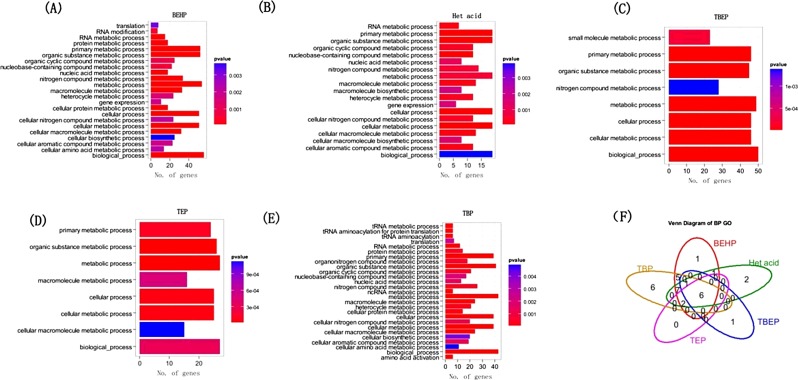 (A)
BEHP
translation
RNA modification
RNA metabolic process
protein metabolic process
primary metabolic process
organic substance metabolic process
organic cyclic compound metabolic process
nucleobase-containing compound metabolic process
nucleic acid metabolic process
nitrogen compound metabolic process
metabolic process
macromolecule metabolic process
heterocycle metabolic process
gene expression
cellular protein metabolic process
cellular process
cellular nitrogen compound metabolic process
cellular metabolic process
cellular macromolecule metabolic process
cellular biosynthetic process
cellular aromatic compound metabolic process
cellular amino acid metabolic process
biological_process
0 20 40
No. of genes
pvalue
0.003
0.002
0.001
(B)
Het acid
RNA metabolic process
primary metabolic process
organic substance metabolic process
organic cyclic compound metabolic process
nucleobase-containing compound metabolic process
nucleic acid metabolic process
nitrogen compound metabolic process
metabolic process
macromolecule metabolic process
macromolecule biosynthetic process
heterocycle metabolic process
gene expression
cellular process
cellular nitrogen compound metabolic process
cellular metabolic process
cellular macromolecule metabolic process
cellular macromolecule biosynthetic process
cellular aromatic compound metabolic process
biological_process
0 5 10 15
No. of genes
pvalue
0.003
0.002
0.001
(C)
TBEP
small molecule metabolic process
primary metabolic process
organic substance metabolic process
nitrogen compound metabolic process
metabolic process
cellular process
cellular metabolic process
biological_process
0 10 20 30 40 50
No. of genes
pvalue
1e-03
5e-04
(D)
TEP
primary metabolic process
organic substance metabolic process
metabolic process
macromolecule metabolic process
cellular process
cellular metabolic process
cellular macromolecule metabolic process
biological_process
0 10 20
No. of genes
pvalue
9e-04
6e-04
3e-04
(E)
TBP
tRNA metabolic process
tRNA aminoacylation for protein translation
tRNA aminoacylation
translation
RNA metabolic process
protein metabolic process
primary metabolic process
organonitrogen compound metabolic process
organic substance metabolic process
organic cyclic compound metabolic process
nucleobase-containing compound metabolic process
nucleic acid metabolic process
nitrogen compound metabolic process
ncRNA metabolic process
metabolic process
macromolecule metabolic process
heterocycle metabolic process
cellular protein metabolic process
cellular process
cellular nitrogen compound metabolic process
cellular metabolic process
cellular macromolecule metabolic process
cellular biosynthetic process
cellular aromatic compound metabolic process
cellular amino acid metabolic process
biological_process
amino acid activation
0 10 20 30 40
No. of genes
pvalue
0.004
0.003
0.002
0.001
(F)
Venn Diagram of BP GO
BEHP
1
Het acid
2
TBP
6
6
0
TEP
1
TBEP